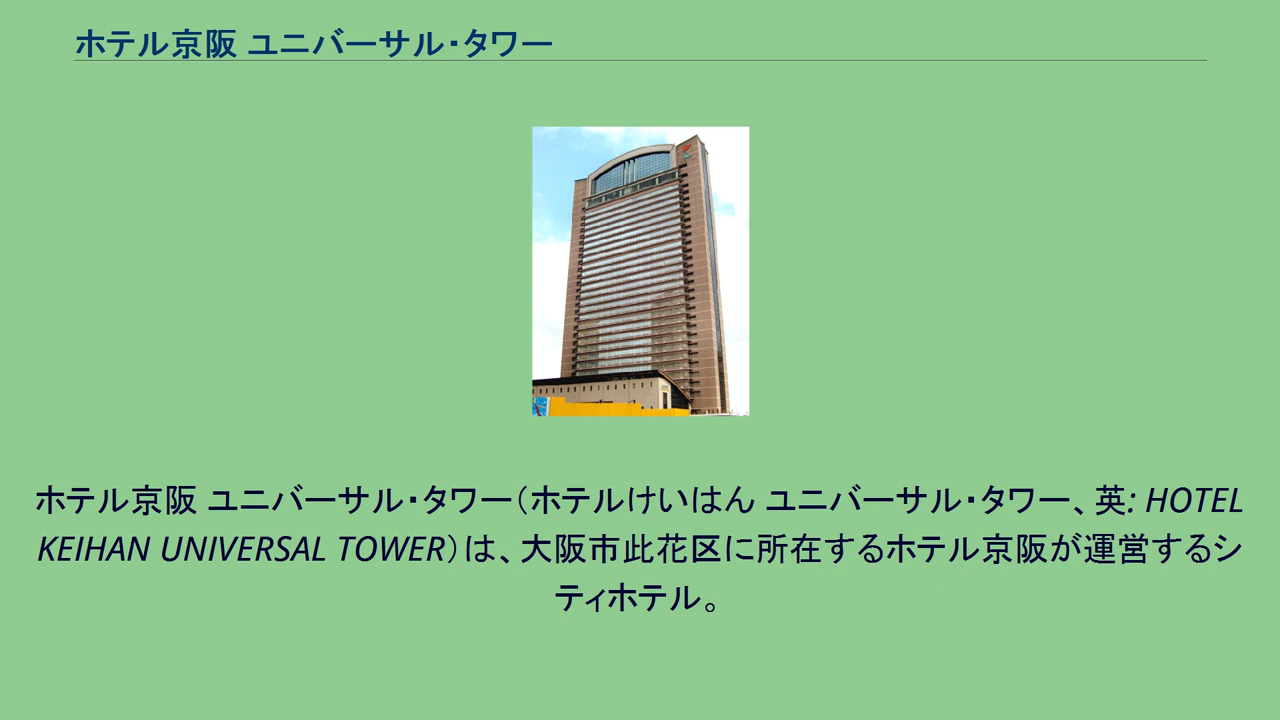 ホテル京阪 ユニバーサル・タワー
ホテル京阪 ユニバーサル・タワー（ホテルけいはん ユニバーサル・タワー、英: HOTEL
KEIHAN UNIVERSAL TOWER）は、大阪市此花区に所在するホテル京阪が運営するシ
ティホテル。